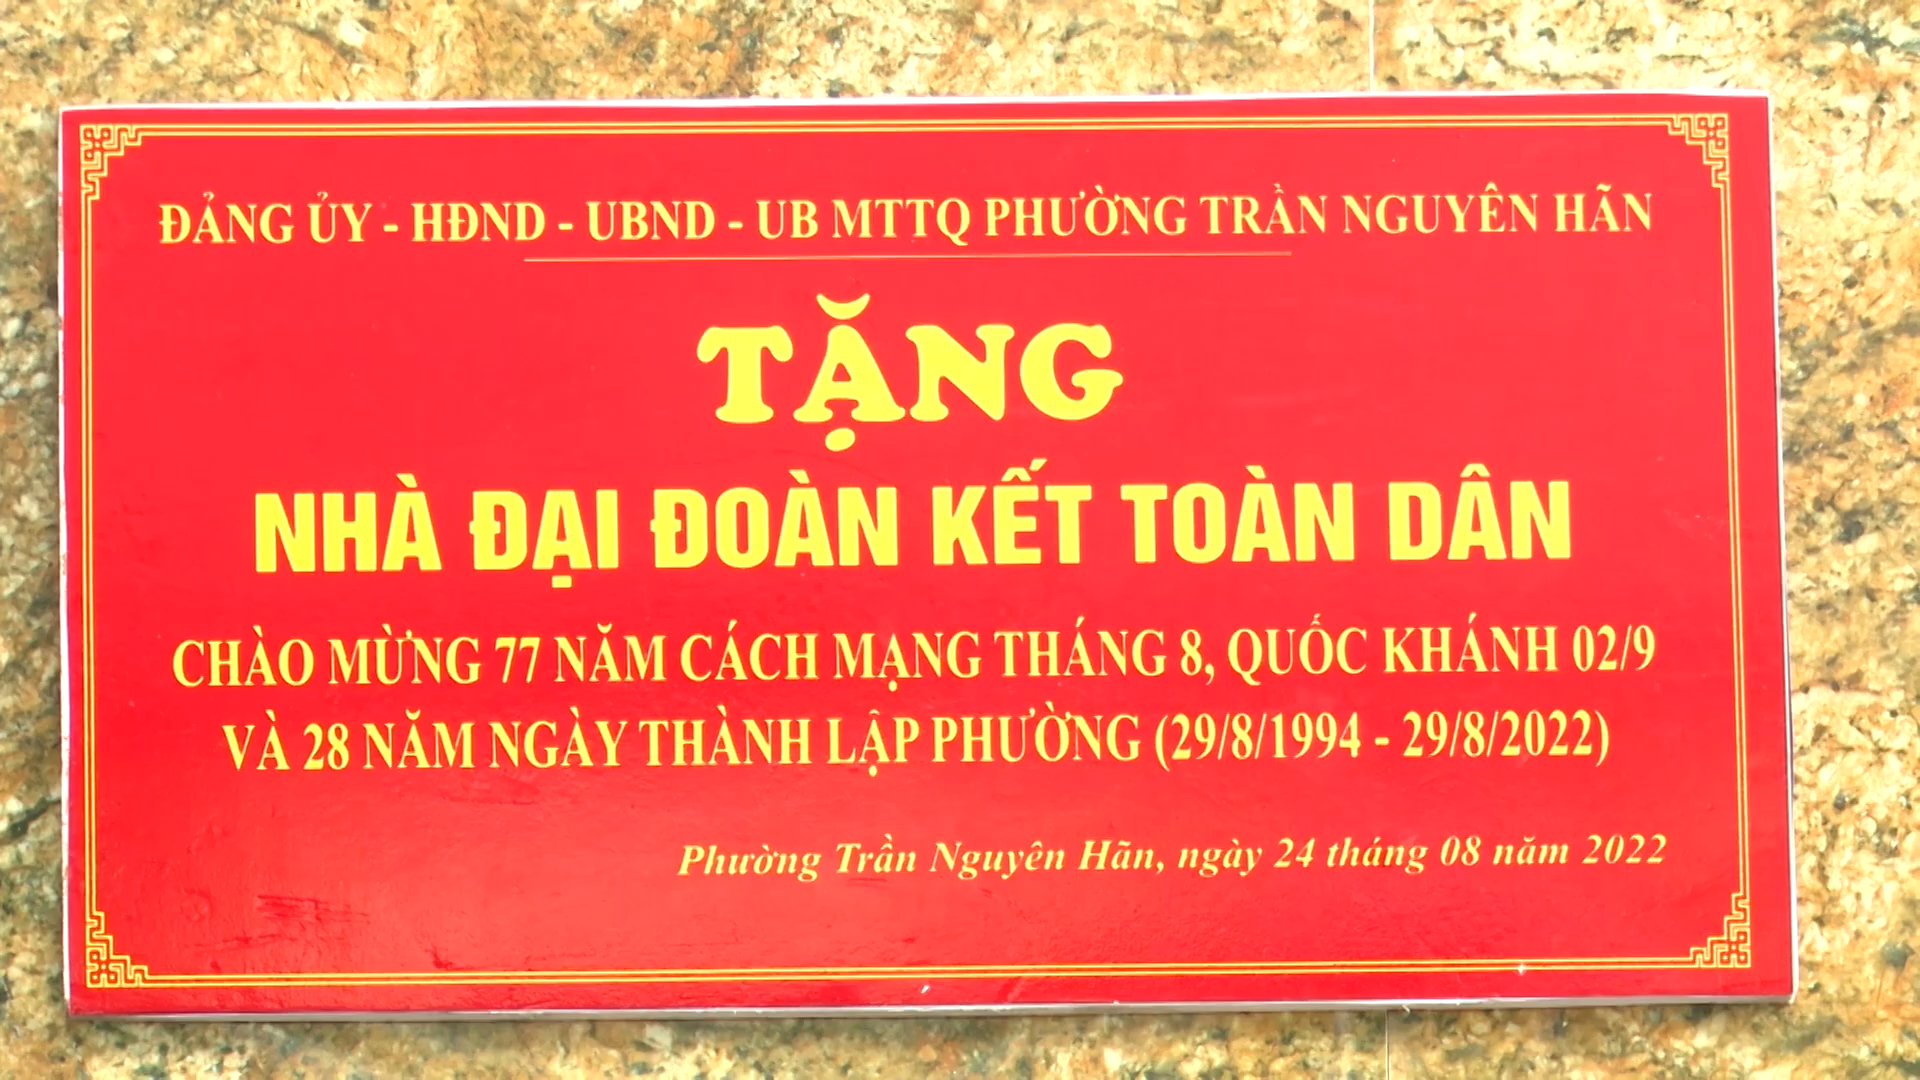 ĐẢNG ỦY - HĐND - UBND - UB MTTQ PHƯỜNG TRẦN NGUYÊN HÃN
TẶNG
NHÀ ĐẠI ĐOÀN KẾT TOÀN DÂN
CHÀO MỪNG 77 NĂM CÁCH MẠNG THÁNG 8, QUỐC KHÁNH 02/9
VÀ 28 NĂM NGÀY THÀNH LẬP PHƯỜNG (29/8/1994 - 29/8/2022)
Phường Trần Nguyên Hãn, ngày 24 tháng 08 năm 2022